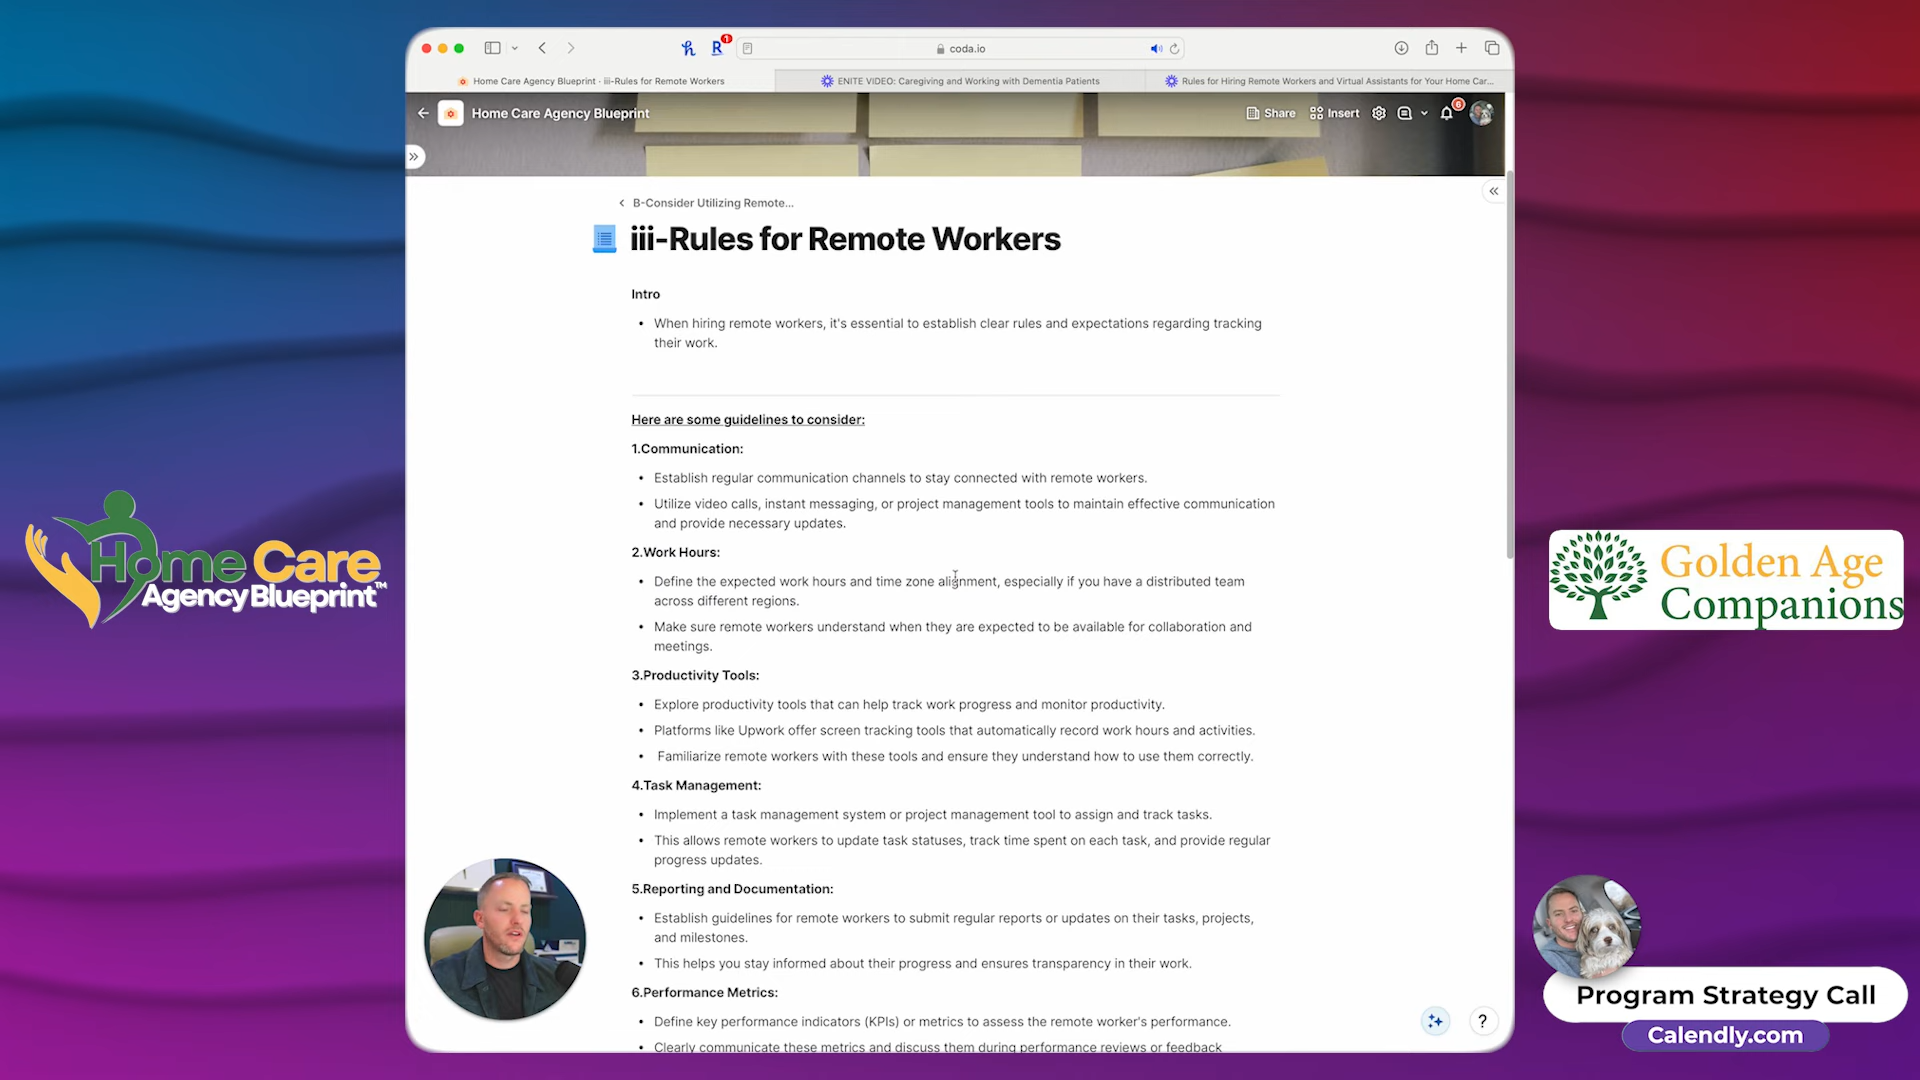 h R 1 coda.io
Home Care Agency Blueprint · iii-Rules for Remote Workers
ENITE VIDEO: Caregiving and Working with Dementia Patients
Rules for Hiring Remote Workers and Virtual Assistants for Your Home Car...
Home Care Agency Blueprint
Share Insert 6
B-Consider Utilizing Remote...
iii-Rules for Remote Workers
Intro
• When hiring remote workers, it's essential to establish clear rules and expectations regarding tracking
their work.
Here are some guidelines to consider:
1.Communication:
• Establish regular communication channels to stay connected with remote workers.
• Utilize video calls, instant messaging, or project management tools to maintain effective communication
and provide necessary updates.
2.Work Hours:
• Define the expected work hours and time zone alignment, especially if you have a distributed team
across different regions.
• Make sure remote workers understand when they are expected to be available for collaboration and
meetings.
3.Productivity Tools:
• Explore productivity tools that can help track work progress and monitor productivity.
• Platforms like Upwork offer screen tracking tools that automatically record work hours and activities.
• Familiarize remote workers with these tools and ensure they understand how to use them correctly.
4.Task Management:
• Implement a task management system or project management tool to assign and track tasks.
• This allows remote workers to update task statuses, track time spent on each task, and provide regular
progress updates.
5.Reporting and Documentation:
• Establish guidelines for remote workers to submit regular reports or updates on their tasks, projects,
and milestones.
• This helps you stay informed about their progress and ensures transparency in their work.
6.Performance Metrics:
• Define key performance indicators (KPIs) or metrics to assess the remote worker's performance.
• Clearly communicate these metrics and discuss them during performance reviews or feedback
?
Home Care
Agency Blueprint™
Golden Age
Companions
Program Strategy Call
Calendly.com